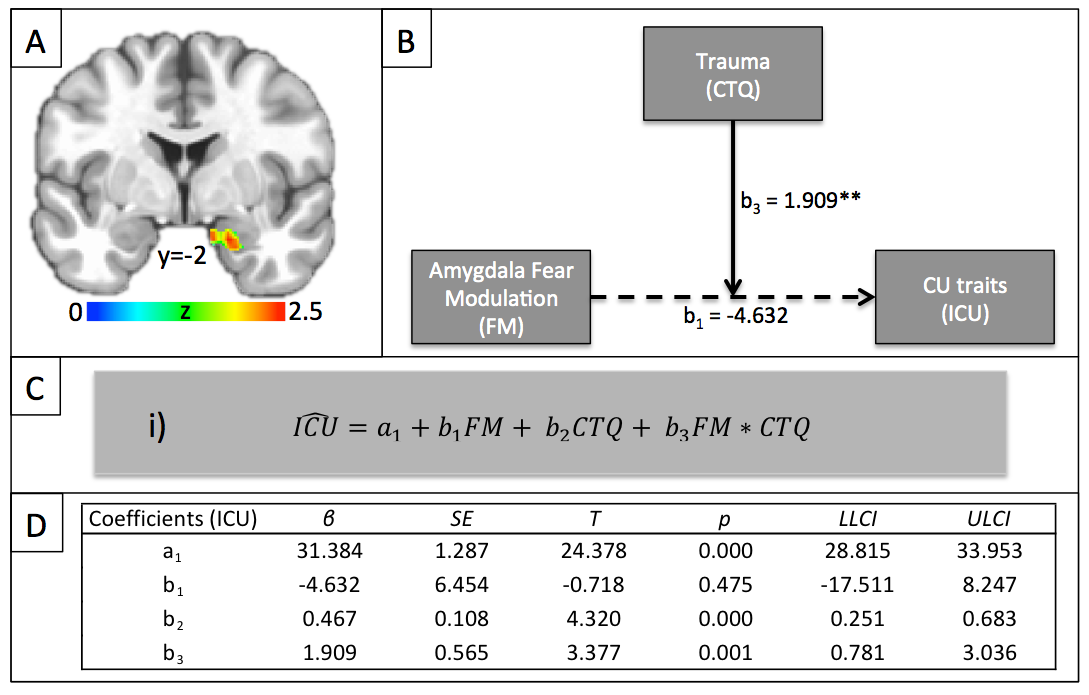 A
y=-2
0 z 2.5
B
Trauma
(CTQ)
b₃ = 1.909**
Amygdala Fear
Modulation
(FM)
b₁ = -4.632
CU traits
(ICU)
C
i) \widehat{ICU} = a₁ + b₁FM + b₂CTQ + b₃FM * CTQ
D
Coefficients (ICU) β SE T p LLCI ULCI
a₁ 31.384 1.287 24.378 0.000 28.815 33.953
b₁ -4.632 6.454 -0.718 0.475 -17.511 8.247
b₂ 0.467 0.108 4.320 0.000 0.251 0.683
b₃ 1.909 0.565 3.377 0.001 0.781 3.036